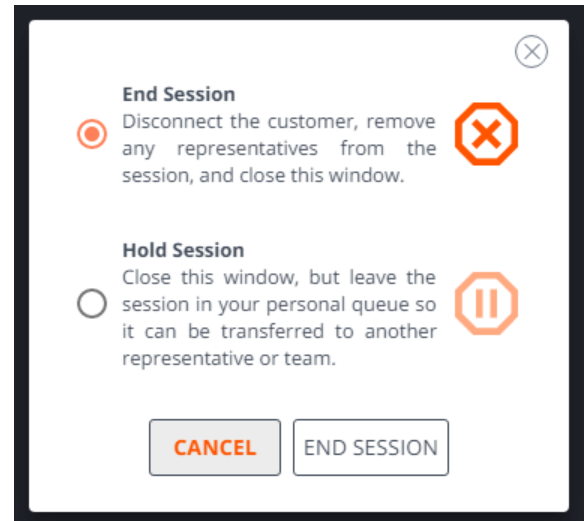 End Session
Disconnect the customer, remove
any representatives from the
session, and close this window.
Hold Session
Close this window, but leave the
session in your personal queue so
it can be transferred to another
representative or team.
CANCEL
END SESSION